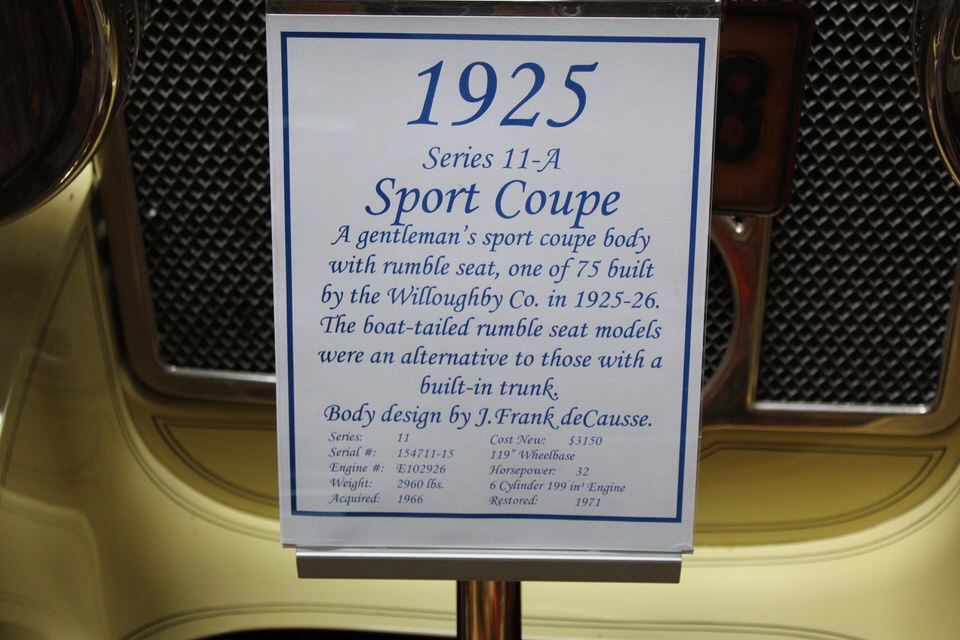 1925
Series 11-A
Sport Coupe
A gentleman's sport coupe body
with rumble seat, one of 75 built
by the Willoughby Co. in 1925-26.
The boat-tailed rumble seat models
were an alternative to those with a
built-in trunk.
Body design by J. Frank deCausse.
Series: 11 Cost New: $3150
Serial #: 154711-15 119" Wheelbase
Engine #: E102926 Horsepower: 32
Weight: 2960 lbs. 6 Cylinder 199 in³ Engine
Acquired: 1966 Restored: 1971
8